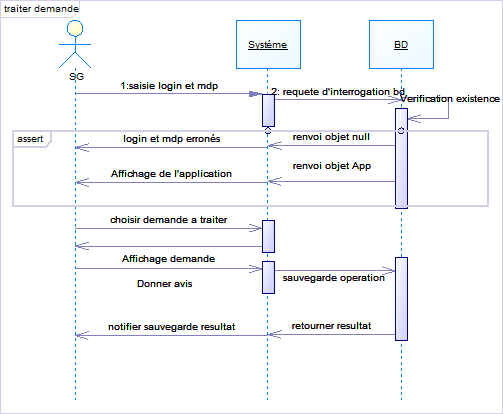 traiter demande
Systéme
BD
SG
1:saisie login et mdp
2: requete d'interrogation bd
Verification existence
assert
login et mdp erronés
renvoi objet null
renvoi objet App
Affichage de l'application
choisir demande a traiter
Affichage demande
sauvegarde operation
Donner avis
notifier sauvegarde resultat
retourner resultat